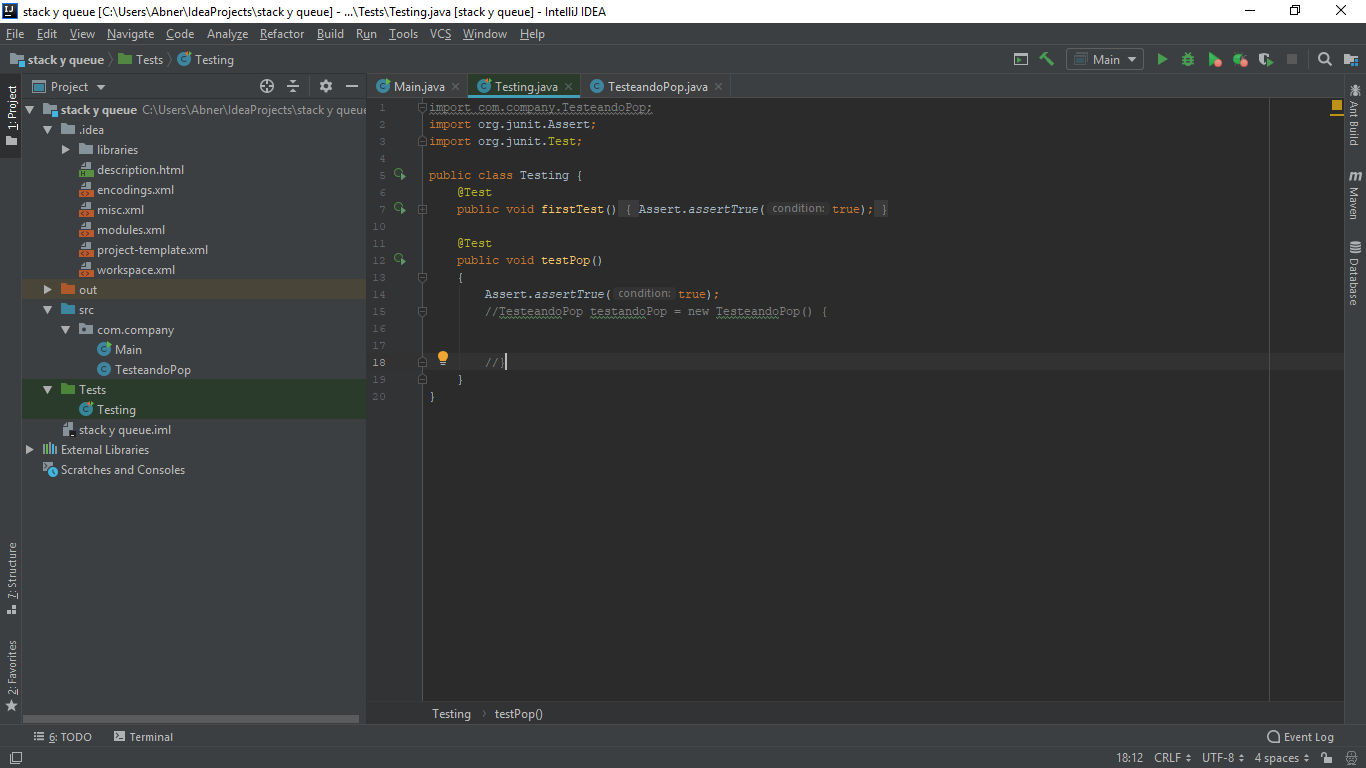 stack y queue [C:\Users\Abner\IdeaProjects\stack y queue] - ...\Tests\Testing.java [stack y queue] - IntelliJ IDEA
File Edit View Navigate Code Analyze Refactor Build Run Tools VCS Window Help
stack y queue Tests Testing Main
1: Project
7: Structure
2: Favorites
Project
stack y queue C:\Users\Abner\IdeaProjects\stack y queue
.idea
libraries
description.html
encodings.xml
misc.xml
modules.xml
project-template.xml
workspace.xml
out
src
com.company
Main
TesteandoPop
Tests
Testing
stack y queue.iml
External Libraries
Scratches and Consoles
Main.java Testing.java TesteandoPop.java
1 import com.company.TesteandoPop;
2 import org.junit.Assert;
3 import org.junit.Test;
4
5 public class Testing {
6 @Test
7 public void firstTest() { Assert.assertTrue( condition: true); }
10
11 @Test
12 public void testPop()
13 {
14 Assert.assertTrue( condition: true);
15 //TesteandoPop testandoPop = new TesteandoPop() {
16
17
18 //}
19 }
20 }
Ant Build
Maven
Database
Testing testPop()
6: TODO Terminal Event Log
18:12 CRLF UTF-8 4 spaces